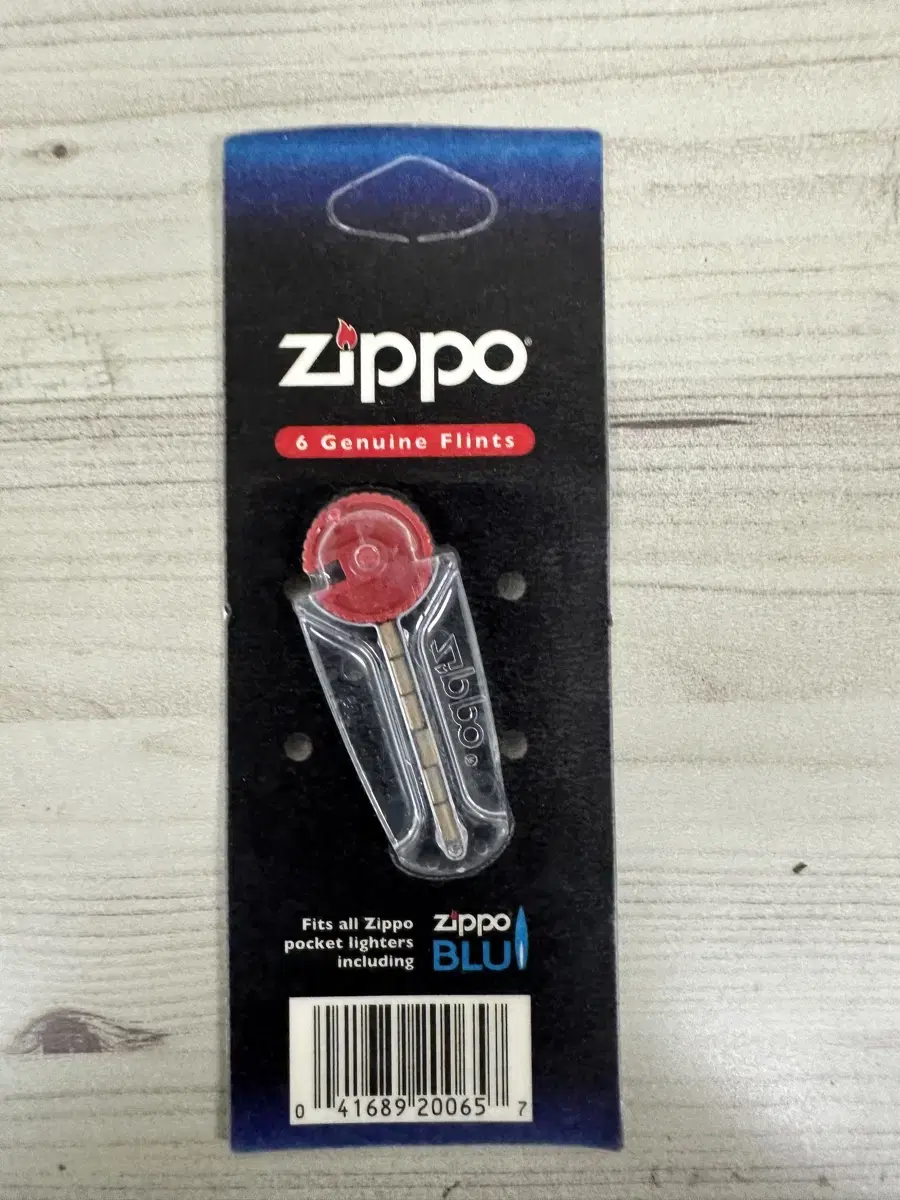 zippo®
6 Genuine Flints
zippo®
Fits all Zippo
pocket lighters
including
zippo
BLU
0 41689 20065 7